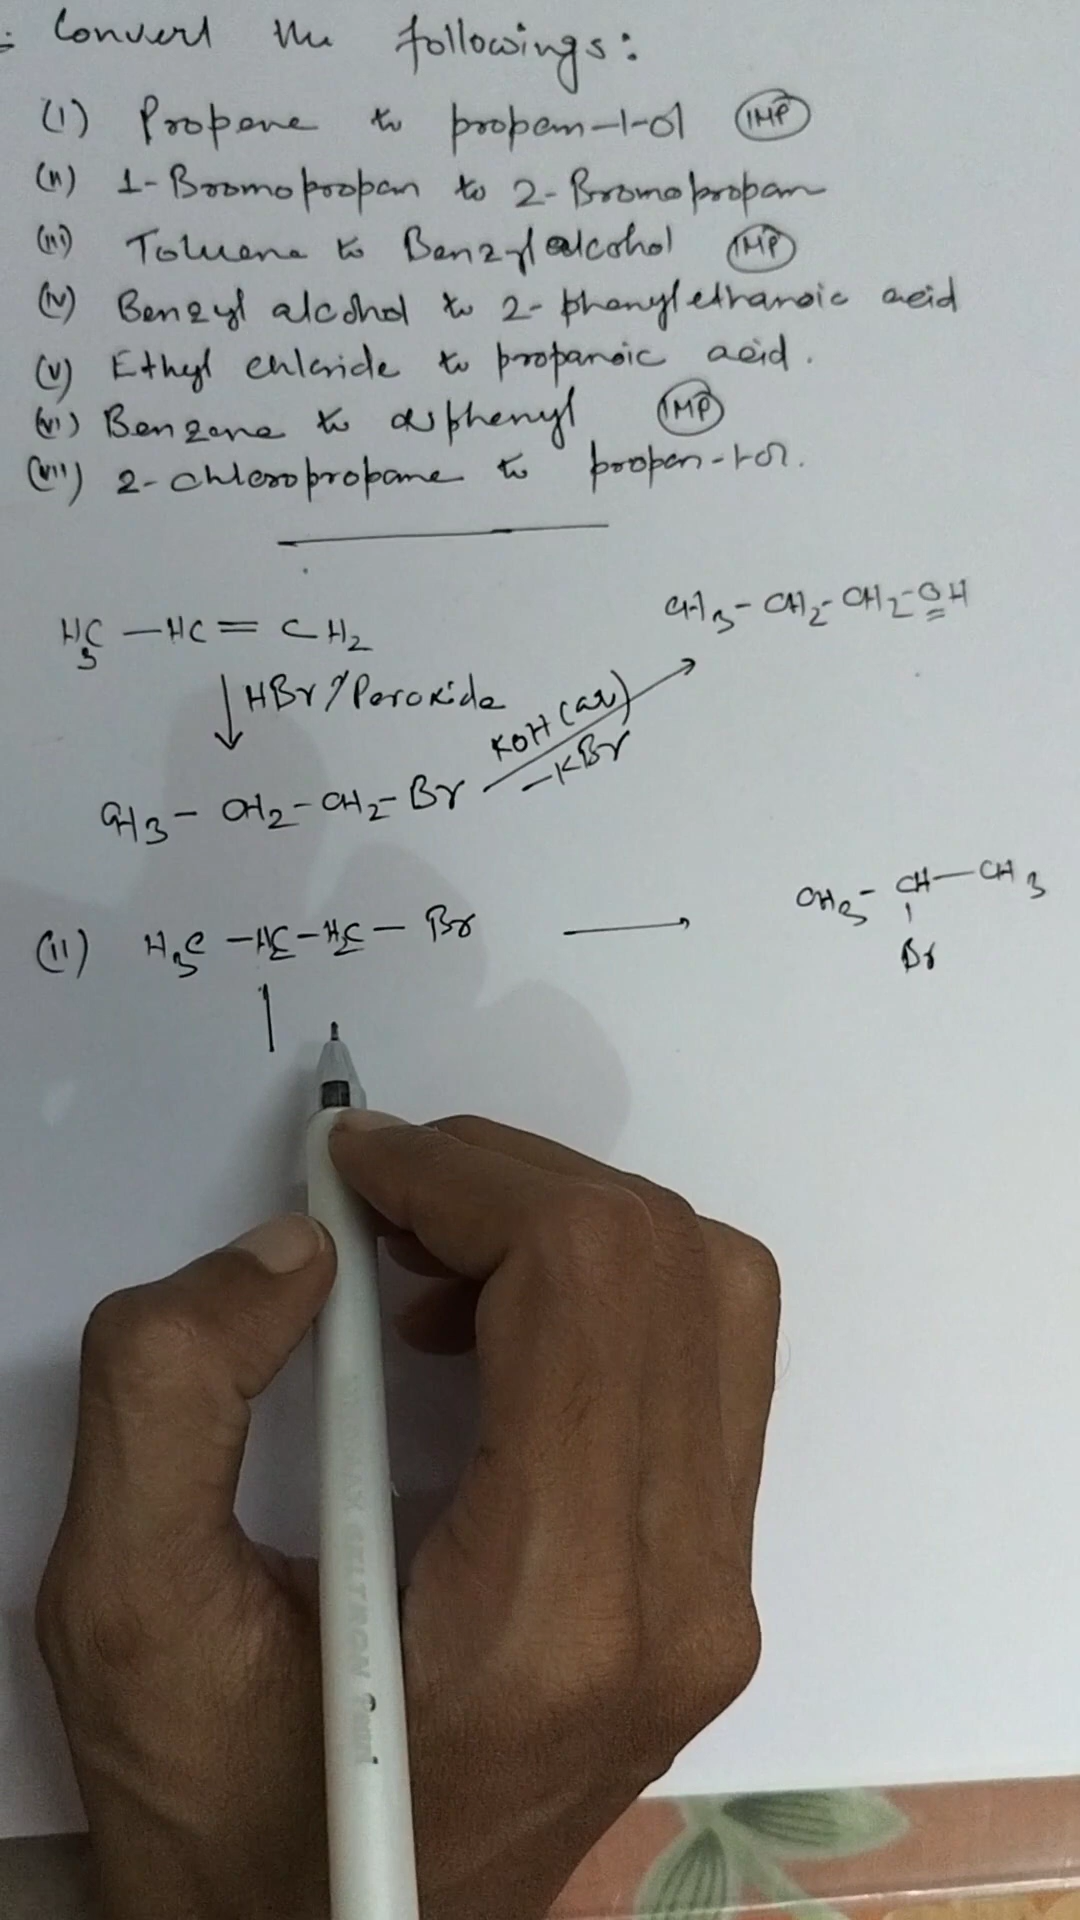 : Convert the followings:
(i) Propene to propan-1-ol (IMP)
(ii) 1-Bromopropan to 2-Bromopropan
(iii) Toluene to Benzyl alcohol (IMP)
(iv) Benzyl alcohol to 2-phenylethanoic acid
(v) Ethyl chloride to propanoic acid.
(vi) Benzene to diphenyl (IMP)
(vii) 2-chloropropane to propan-1-ol.
H3C — HC = CH2
CH3 - CH2 - CH2 - OH
↓ HBr / Peroxide
KOH (aq)
-KBr
CH3 - CH2 - CH2 - Br
CH3 - CH — CH3
(ii) H3C - H2C - H2C - Br →
Br